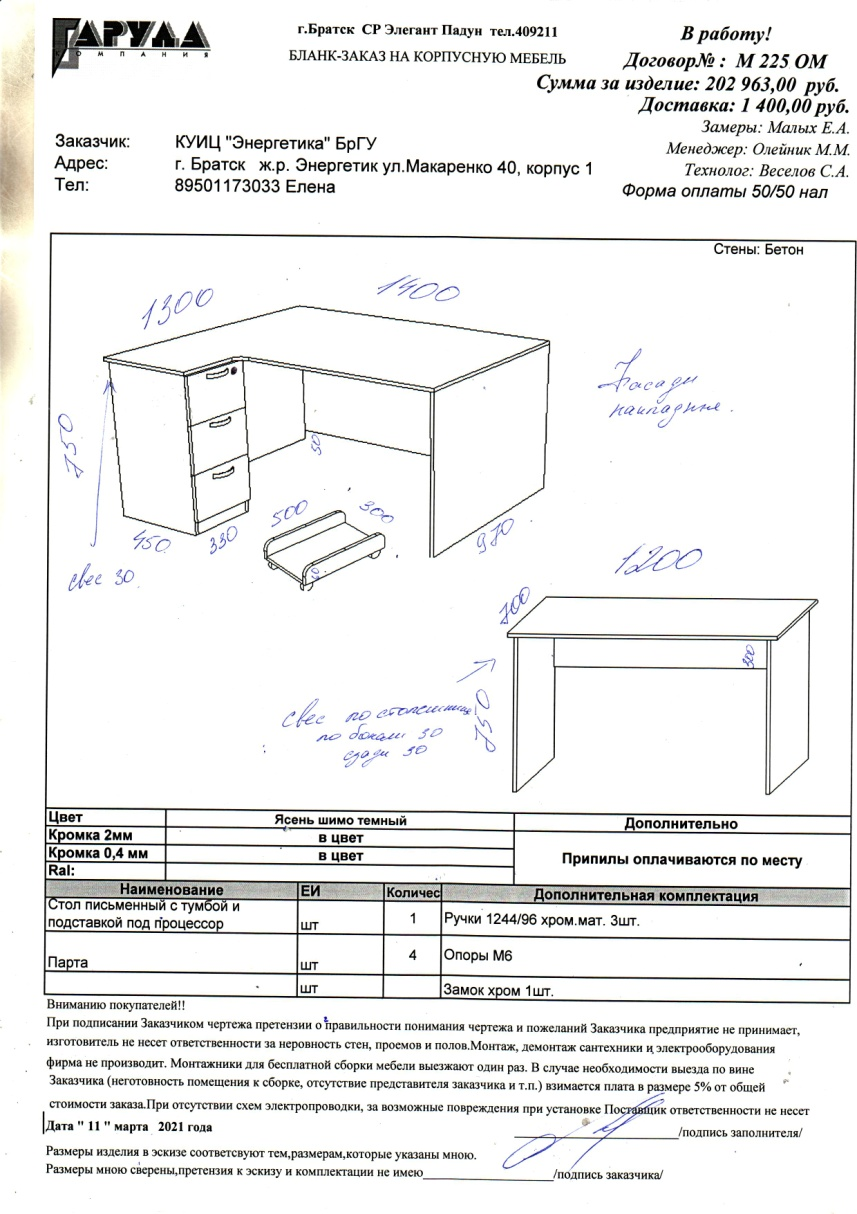 ГАРУДА
КОМПАНИЯ
г.Братск СР Элегант Падун тел.409211
БЛАНК-ЗАКАЗ НА КОРПУСНУЮ МЕБЕЛЬ
В работу!
Договор№ : М 225 ОМ
Сумма за изделие: 202 963,00 руб.
Доставка: 1 400,00 руб.
Замеры: Малых Е.А.
Менеджер: Олейник М.М.
Технолог: Веселов С.А.
Форма оплаты 50/50 нал
Заказчик: КУИЦ "Энергетика" БрГУ
Адрес: г. Братск ж.р. Энергетик ул.Макаренко 40, корпус 1
Тел: 89501173033 Елена
Стены: Бетон
1300
1400
Фасады
накладные.
750
50
500
300
450
330
970
свес 30
1200
700
300
свес по столешнице
по бокам 30
сзади 30
750
Цвет Ясень шимо темный Дополнительно
Кромка 2мм в цвет
Кромка 0,4 мм в цвет Припилы оплачиваются по месту
Ral:
Наименование ЕИ Количес Дополнительная комплектация
Стол письменный с тумбой и
подставкой под процессор шт 1 Ручки 1244/96 хром.мат. 3шт.
Парта шт 4 Опоры М6
шт Замок хром 1шт.
Вниманию покупателей!!
При подписании Заказчиком чертежа претензии о правильности понимания чертежа и пожеланий Заказчика предприятие не принимает,
изготовитель не несет ответственности за неровность стен, проемов и полов.Монтаж, демонтаж сантехники и электрооборудования
фирма не производит. Монтажники для бесплатной сборки мебели выезжают один раз. В случае необходимости выезда по вине
Заказчика (неготовность помещения к сборке, отсутствие представителя заказчика и т.п.) взимается плата в размере 5% от общей
стоимости заказа.При отсутствии схем электропроводки, за возможные повреждения при установке Поставщик ответственности не несет
Дата " 11 " марта 2021 года
/подпись заполнителя/
Размеры изделия в эскизе соответсвуют тем,размерам,которые указаны мною.
Размеры мною сверены,претензия к эскизу и комплектации не имею /подпись заказчика/